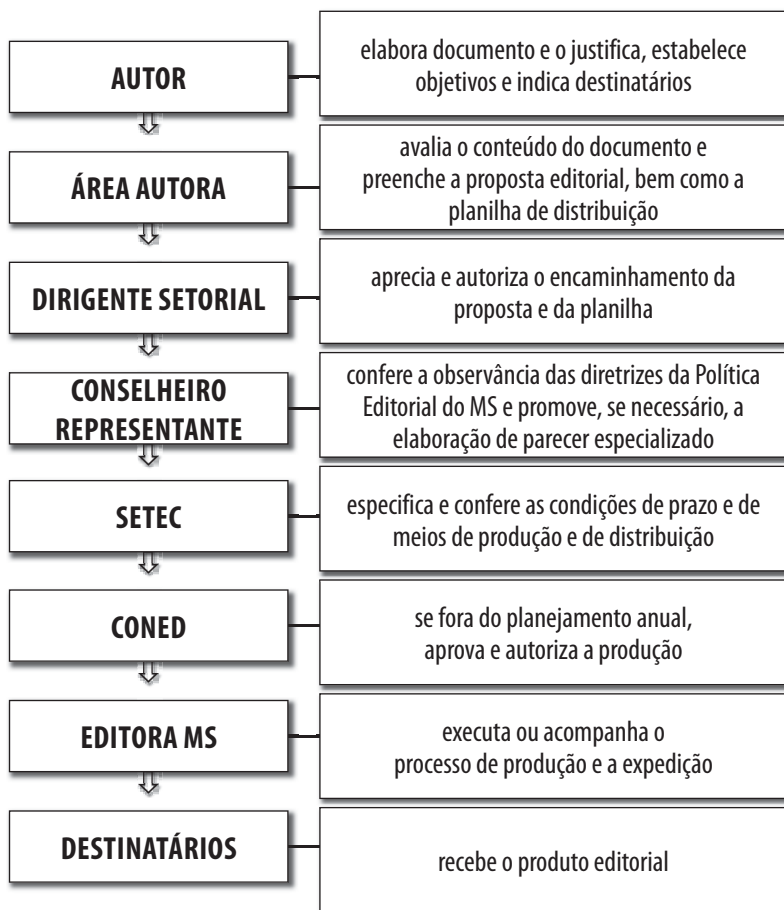 AUTOR
elabora documento e o justifica, estabelece
objetivos e indica destinatários
ÁREA AUTORA
avalia o conteúdo do documento e
preenche a proposta editorial, bem como a
planilha de distribuição
DIRIGENTE SETORIAL
aprecia e autoriza o encaminhamento da
proposta e da planilha
CONSELHEIRO
REPRESENTANTE
confere a observância das diretrizes da Política
Editorial do MS e promove, se necessário, a
elaboração de parecer especializado
SETEC
especifica e confere as condições de prazo e de
meios de produção e de distribuição
CONED
se fora do planejamento anual,
aprova e autoriza a produção
EDITORA MS
executa ou acompanha o
processo de produção e a expedição
DESTINATÁRIOS
recebe o produto editorial